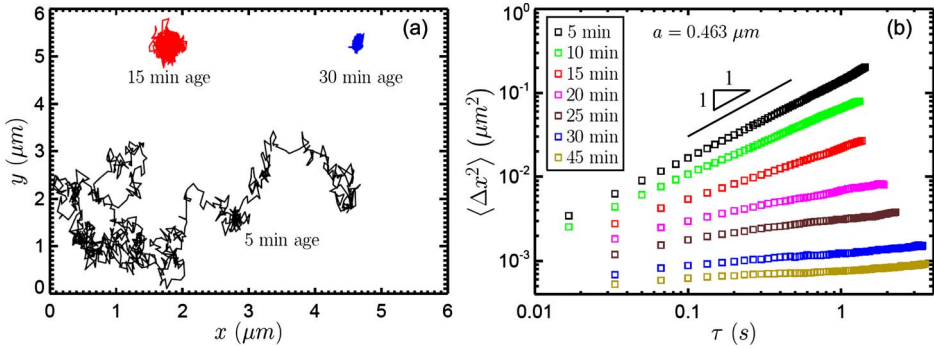 (a)
6
5
4
3
2
1
0
y (μm)
15 min age
30 min age
5 min age
0
1
2
3
4
5
6
x (μm)
(b)
a = 0.463 μm
5 min
10 min
15 min
20 min
25 min
30 min
45 min
1
1
10⁰
10⁻¹
10⁻²
10⁻³
⟨Δx²⟩ (μm²)
0.01
0.1
1
τ (s)